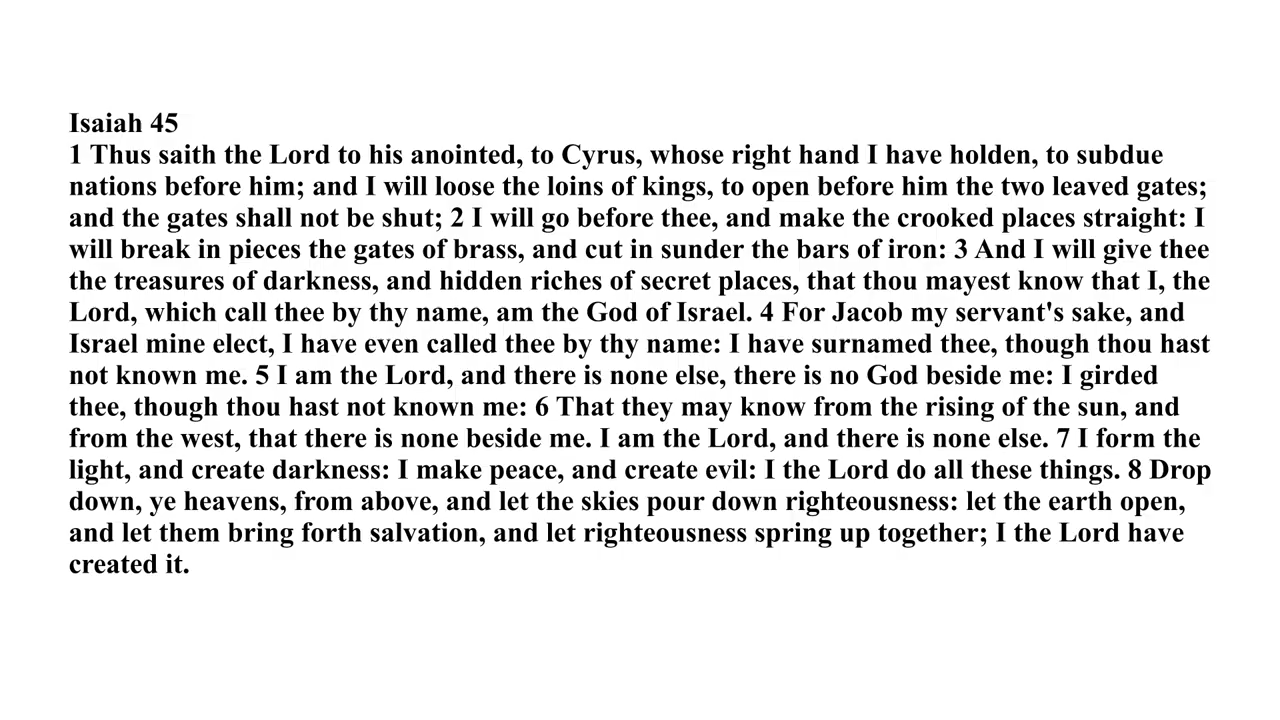 Isaiah 45
1 Thus saith the Lord to his anointed, to Cyrus, whose right hand I have holden, to subdue
nations before him; and I will loose the loins of kings, to open before him the two leaved gates;
and the gates shall not be shut; 2 I will go before thee, and make the crooked places straight: I
will break in pieces the gates of brass, and cut in sunder the bars of iron: 3 And I will give thee
the treasures of darkness, and hidden riches of secret places, that thou mayest know that I, the
Lord, which call thee by thy name, am the God of Israel. 4 For Jacob my servant's sake, and
Israel mine elect, I have even called thee by thy name: I have surnamed thee, though thou hast
not known me. 5 I am the Lord, and there is none else, there is no God beside me: I girded
thee, though thou hast not known me: 6 That they may know from the rising of the sun, and
from the west, that there is none beside me. I am the Lord, and there is none else. 7 I form the
light, and create darkness: I make peace, and create evil: I the Lord do all these things. 8 Drop
down, ye heavens, from above, and let the skies pour down righteousness: let the earth open,
and let them bring forth salvation, and let righteousness spring up together; I the Lord have
created it.